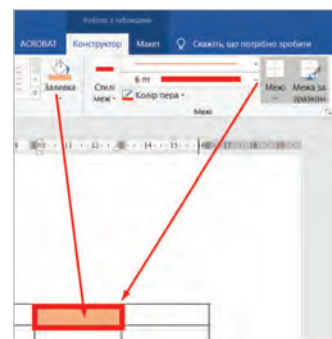 Робота з таблицями
ACROBAT Конструктор Макет Скажіть, що потрібно зробити
Заливка
Стилі меж
6 пт
Колір пера
Межі
Межа за зразком
Межі